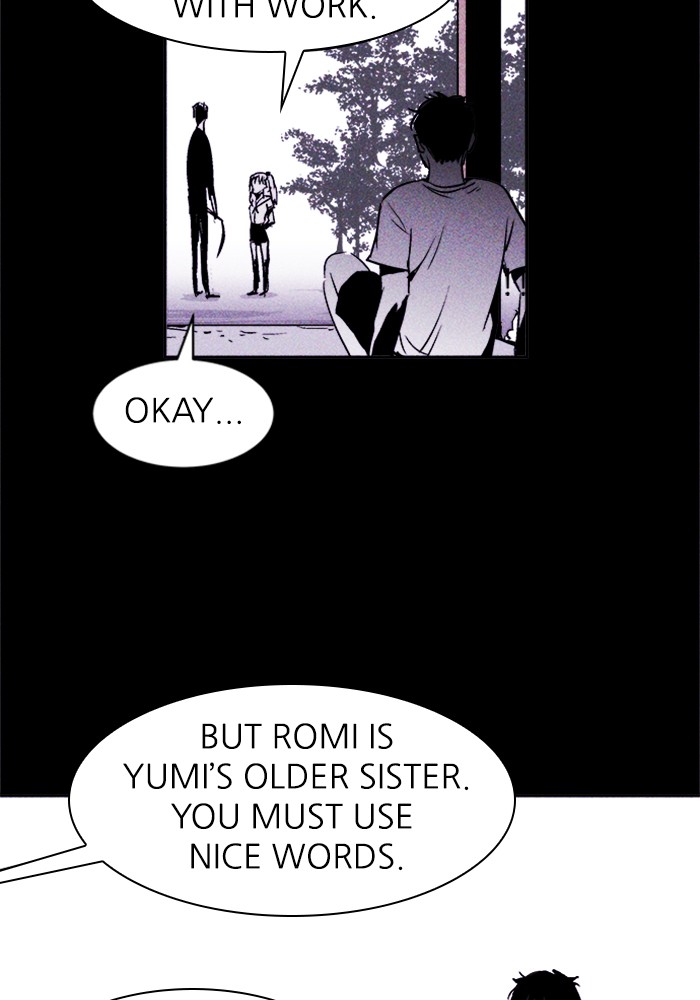 WITH WORK.
OKAY...
BUT ROMI IS
YUMI'S OLDER SISTER.
YOU MUST USE
NICE WORDS.